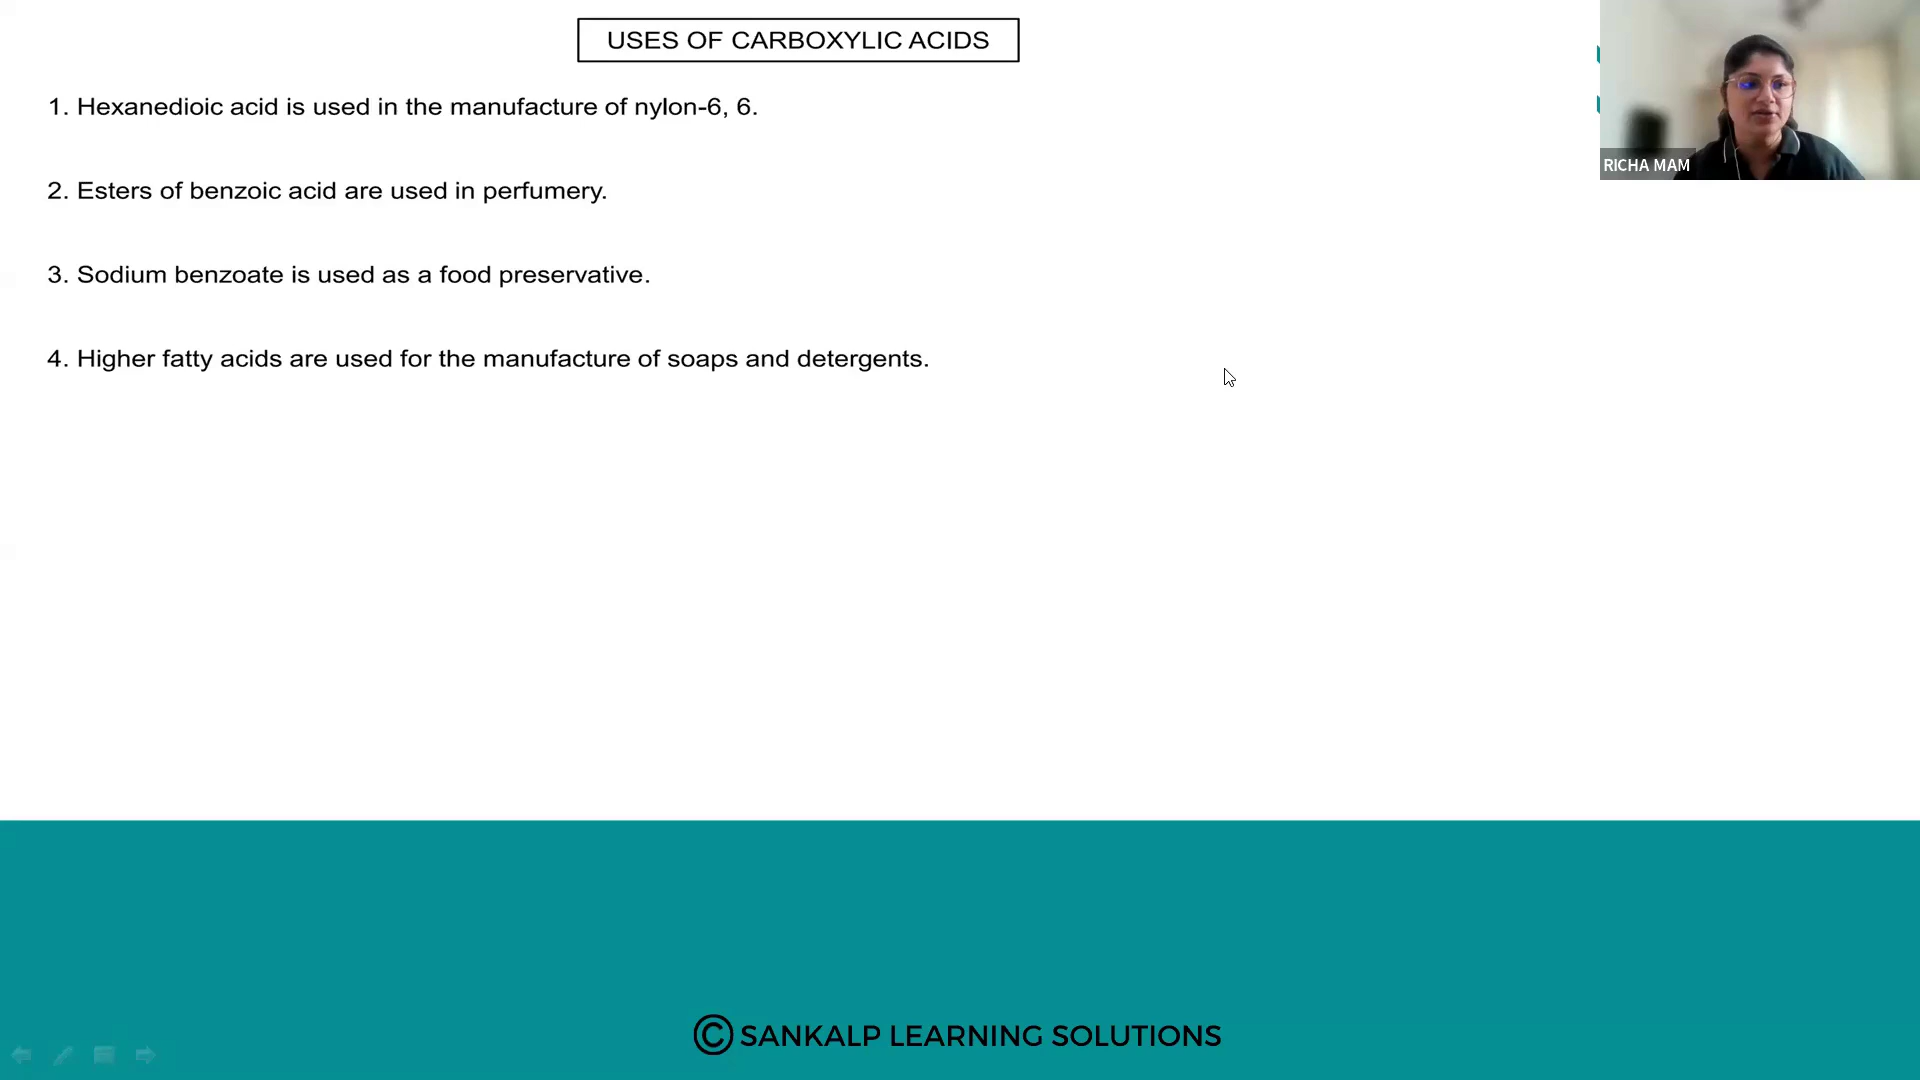 USES OF CARBOXYLIC ACIDS
1. Hexanedioic acid is used in the manufacture of nylon-6, 6.
RICHA MAM
2. Esters of benzoic acid are used in perfumery.
3. Sodium benzoate is used as a food preservative.
4. Higher fatty acids are used for the manufacture of soaps and detergents.
© SANKALP LEARNING SOLUTIONS